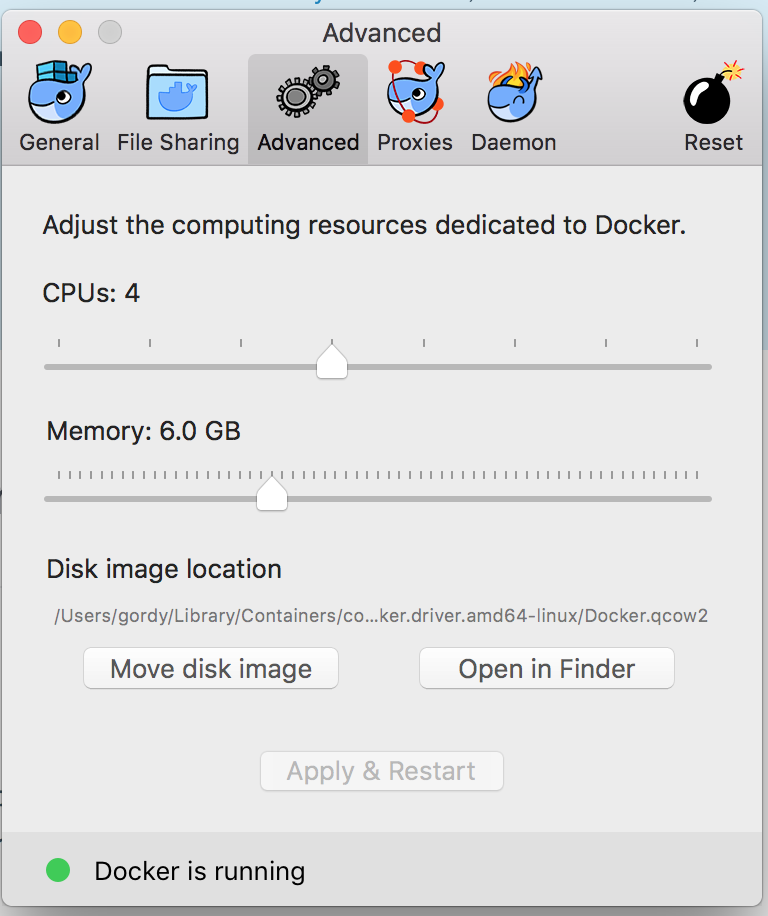 Advanced
General File Sharing Advanced Proxies Daemon Reset
Adjust the computing resources dedicated to Docker.
CPUs: 4
Memory: 6.0 GB
Disk image location
/Users/gordy/Library/Containers/co...ker.driver.amd64-linux/Docker.qcow2
Move disk image Open in Finder
Apply & Restart
Docker is running